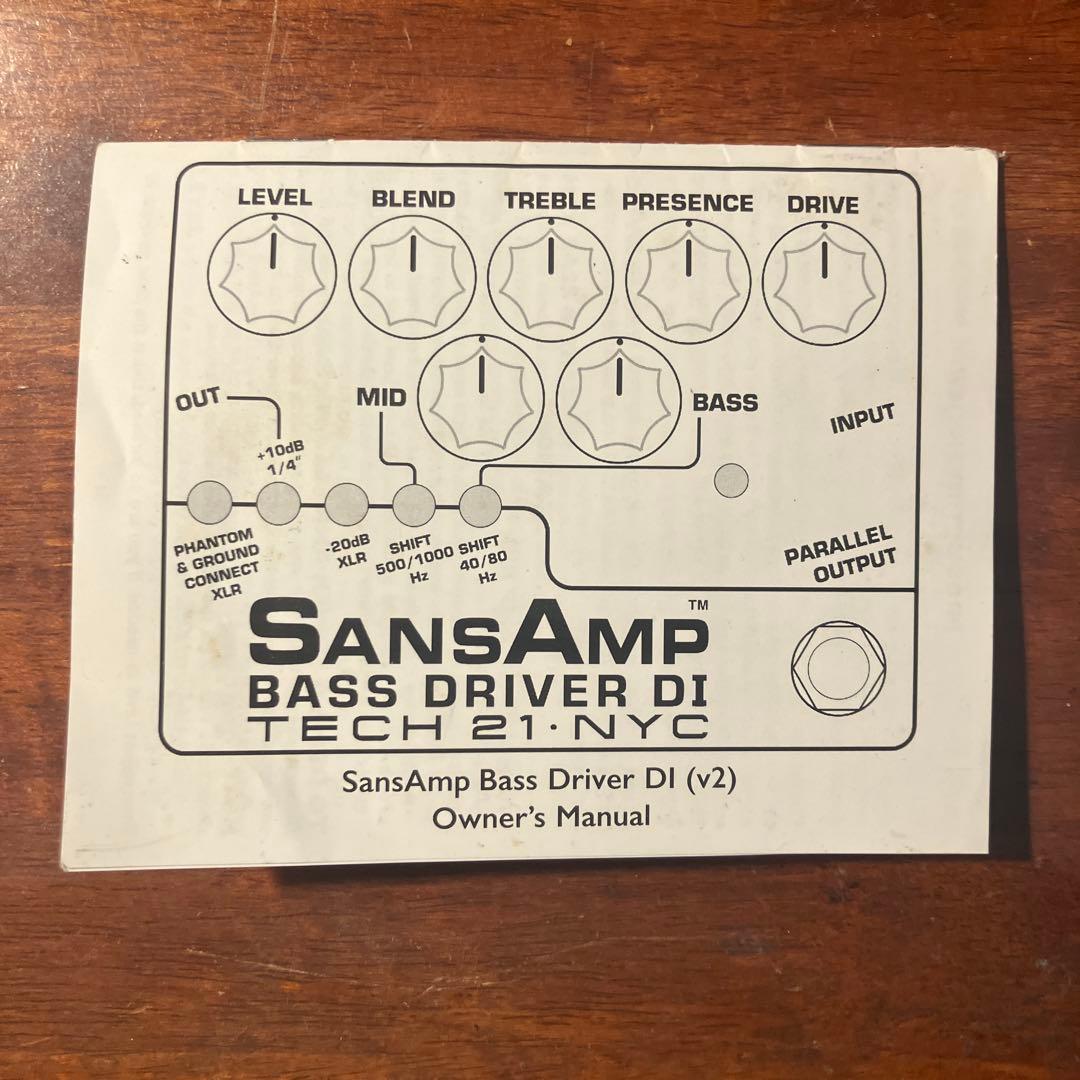 LEVEL
BLEND
TREBLE
PRESENCE
DRIVE
OUT
+10dB
1/4"
MID
BASS
INPUT
PHANTOM
& GROUND
CONNECT
XLR
-20dB
XLR
SHIFT
500/1000
Hz
SHIFT
40/80
Hz
PARALLEL
OUTPUT
SANSAMP™
BASS DRIVER DI
TECH 21·NYC
SansAmp Bass Driver DI (v2)
Owner's Manual